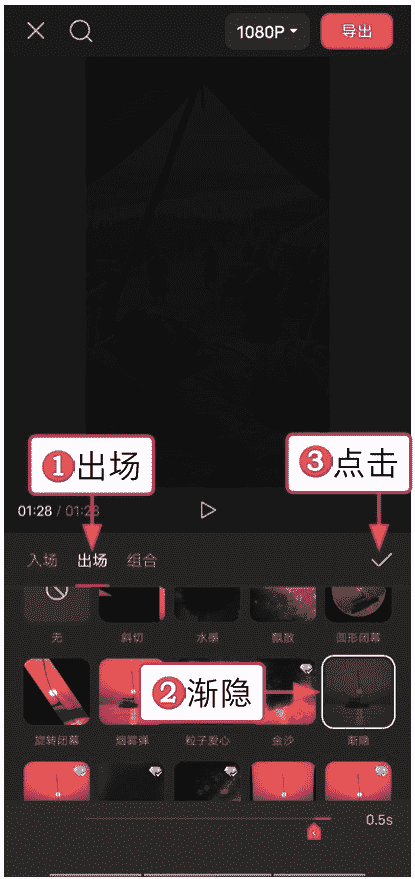 1080P
导出
❶出场
❸点击
01:28 / 01:28
入场
出场
组合
无
斜切
水墨
飘散
圆形闭幕
❷渐隐
旋转闭幕
烟雾弹
粒子爱心
金沙
渐隐
0.5s